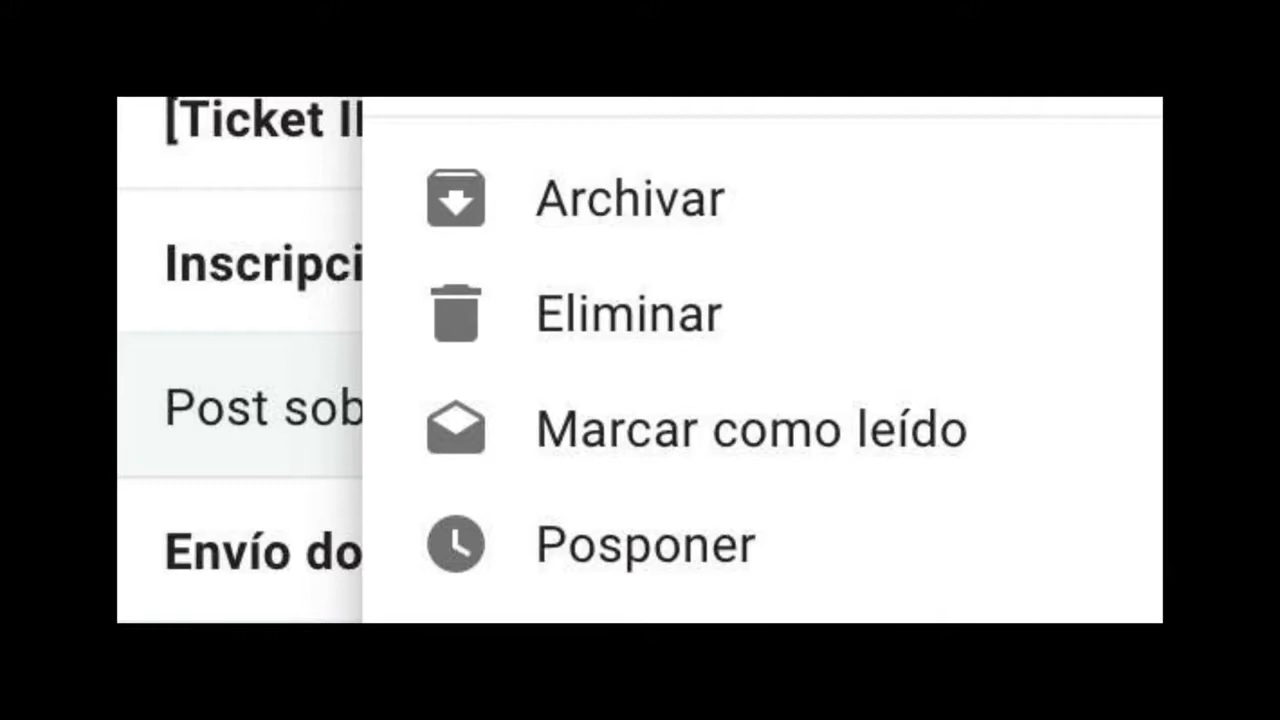 [Ticket
Inscripci
Post sob
Envío do
Archivar
Eliminar
Marcar como leído
Posponer